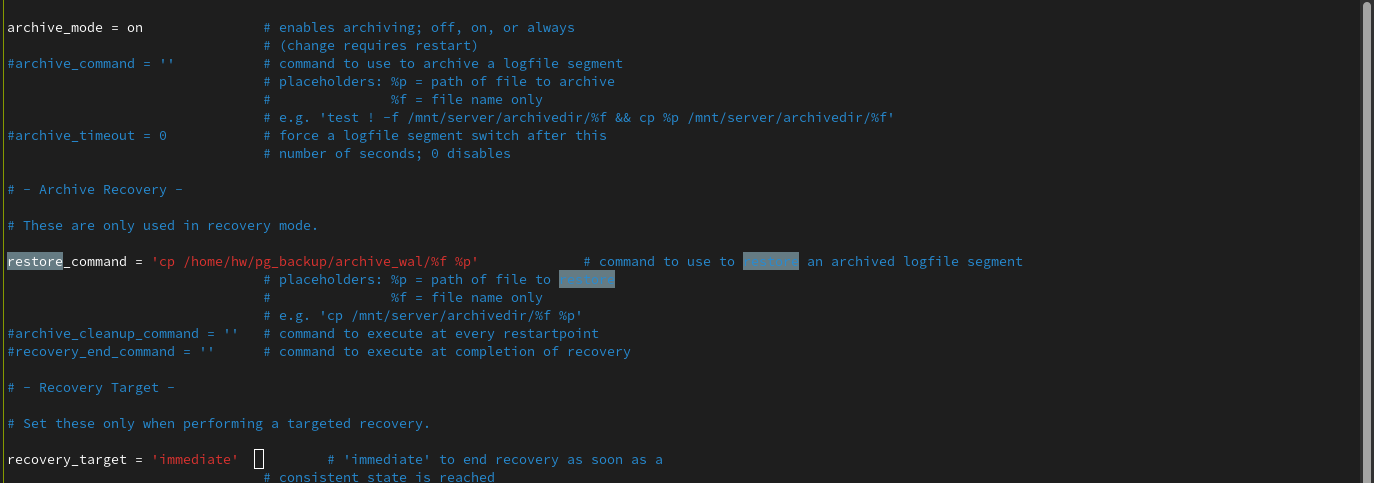 archive_mode = on # enables archiving; off, on, or always
# (change requires restart)
#archive_command = '' # command to use to archive a logfile segment
# placeholders: %p = path of file to archive
# %f = file name only
# e.g. 'test ! -f /mnt/server/archivedir/%f && cp %p /mnt/server/archivedir/%f'
#archive_timeout = 0 # force a logfile segment switch after this
# number of seconds; 0 disables
# - Archive Recovery -
# These are only used in recovery mode.
restore_command = 'cp /home/hw/pg_backup/archive_wal/%f %p' # command to use to restore an archived logfile segment
# placeholders: %p = path of file to restore
# %f = file name only
# e.g. 'cp /mnt/server/archivedir/%f %p'
#archive_cleanup_command = '' # command to execute at every restartpoint
#recovery_end_command = '' # command to execute at completion of recovery
# - Recovery Target -
# Set these only when performing a targeted recovery.
recovery_target = 'immediate' # 'immediate' to end recovery as soon as a
# consistent state is reached